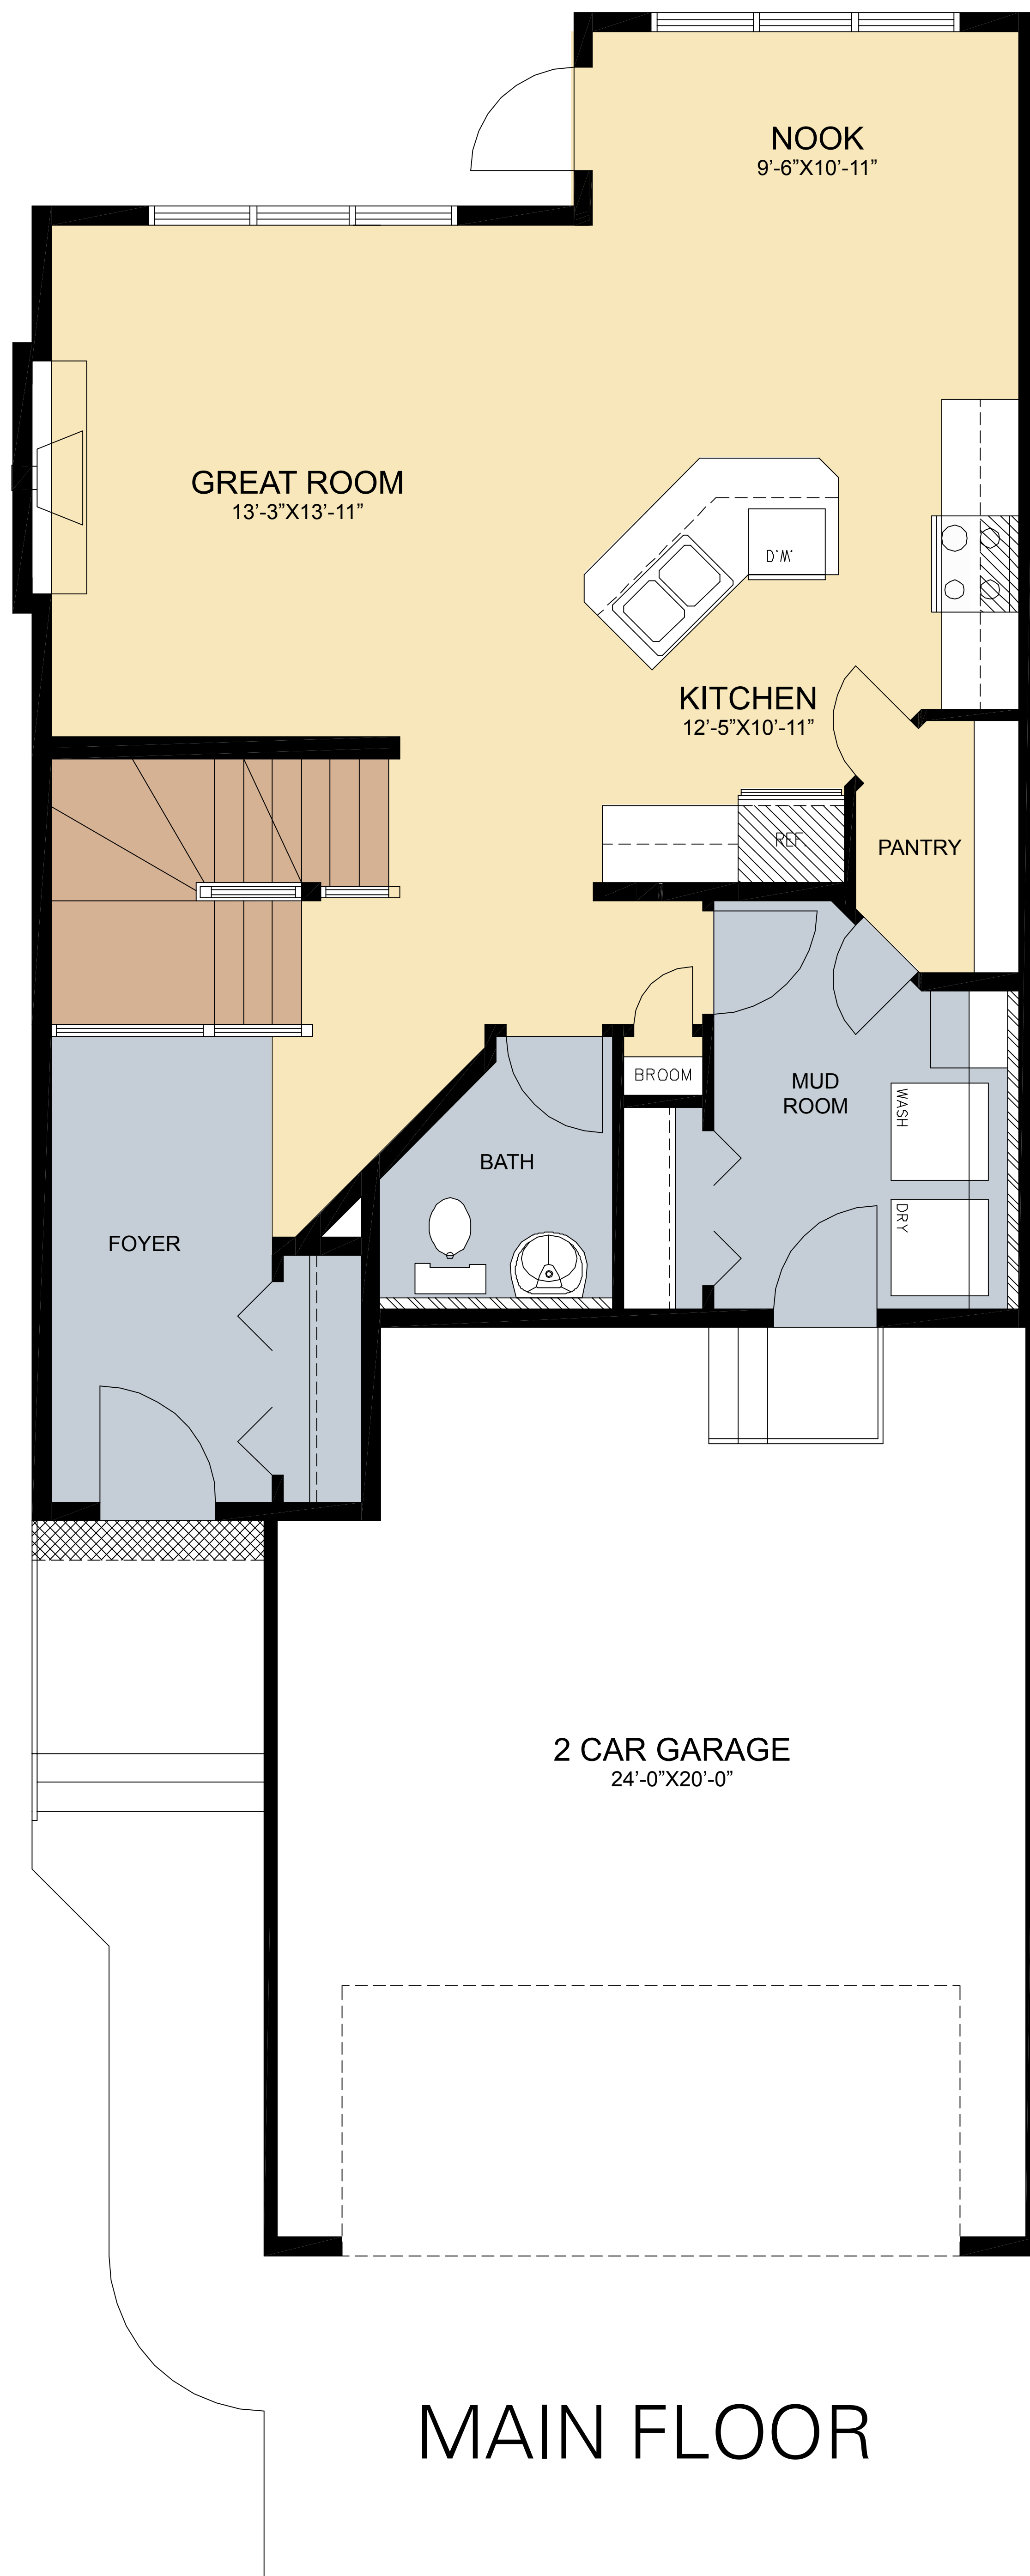 NOOK
9'-6"X10'-11"
GREAT ROOM
13'-3"X13'-11"
D.W.
KITCHEN
12'-5"X10'-11"
REF.
PANTRY
BROOM
MUD
ROOM
WASH
BATH
DRY
FOYER
2 CAR GARAGE
24'-0"X20'-0"
MAIN FLOOR